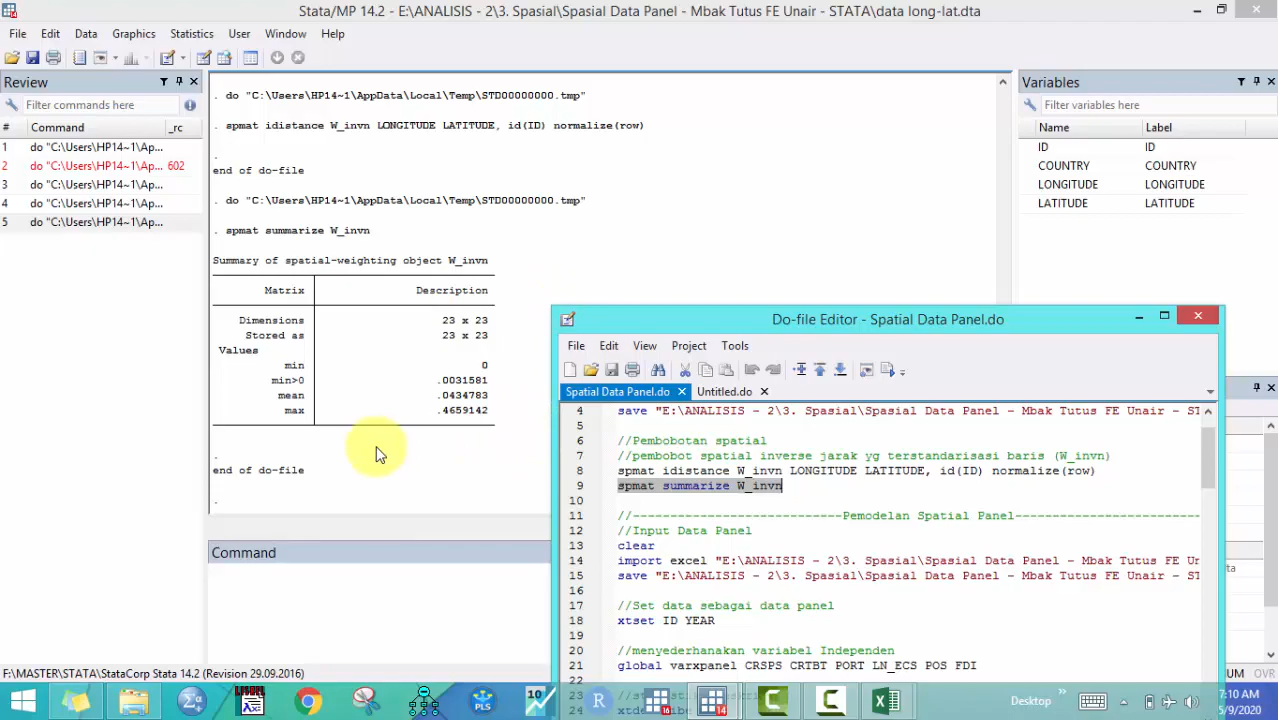 Stata/MP 14.2 - E:\ANALISIS - 2\3. Spasial\Spasial Data Panel - Mbak Tutus FE Unair - STATA\data long-lat.dta
File Edit Data Graphics Statistics User Window Help
Review
Filter commands here
# Command _rc
1 do "C:\Users\HP14~1\Ap...
2 do "C:\Users\HP14~1\Ap... 602
3 do "C:\Users\HP14~1\Ap...
4 do "C:\Users\HP14~1\Ap...
5 do "C:\Users\HP14~1\Ap...
. do "C:\Users\HP14~1\AppData\Local\Temp\STD00000000.tmp"
. spmat idistance W_invn LONGITUDE LATITUDE, id(ID) normalize(row)
.
end of do-file
. do "C:\Users\HP14~1\AppData\Local\Temp\STD00000000.tmp"
. spmat summarize W_invn
Summary of spatial-weighting object W_invn
Matrix Description
Dimensions 23 x 23
Stored as 23 x 23
Values
min 0
min>0 .0031581
mean .0434783
max .4659142
.
end of do-file
.
Command
Variables
Filter variables here
Name Label
ID ID
COUNTRY COUNTRY
LONGITUDE LONGITUDE
LATITUDE LATITUDE
Do-file Editor - Spatial Data Panel.do
File Edit View Project Tools
Spatial Data Panel.do Untitled.do
4 save "E:\ANALISIS - 2\3. Spasial\Spasial Data Panel - Mbak Tutus FE Unair - ST
5
6 //Pembobotan spatial
7 //pembobot spatial inverse jarak yg terstandarisasi baris (W_invn)
8 spmat idistance W_invn LONGITUDE LATITUDE, id(ID) normalize(row)
9 spmat summarize W_invn
10
11 //---------------------------Pemodelan Spatial Panel------------------------
12 //Input Data Panel
13 clear
14 import excel "E:\ANALISIS - 2\3. Spasial\Spasial Data Panel - Mbak Tutus FE Un
15 save "E:\ANALISIS - 2\3. Spasial\Spasial Data Panel - Mbak Tutus FE Unair - ST
16
17 //Set data sebagai data panel
18 xtset ID YEAR
19
20 //menyederhanakan variabel Independen
21 global varxpanel CRSPS CRTBT PORT LN_ECS POS FDI
22
F:\MASTER\STATA\StataCorp Stata 14.2 (Revision 29.09.2016)
UM OVR
Desktop
7:10 AM
5/9/2020